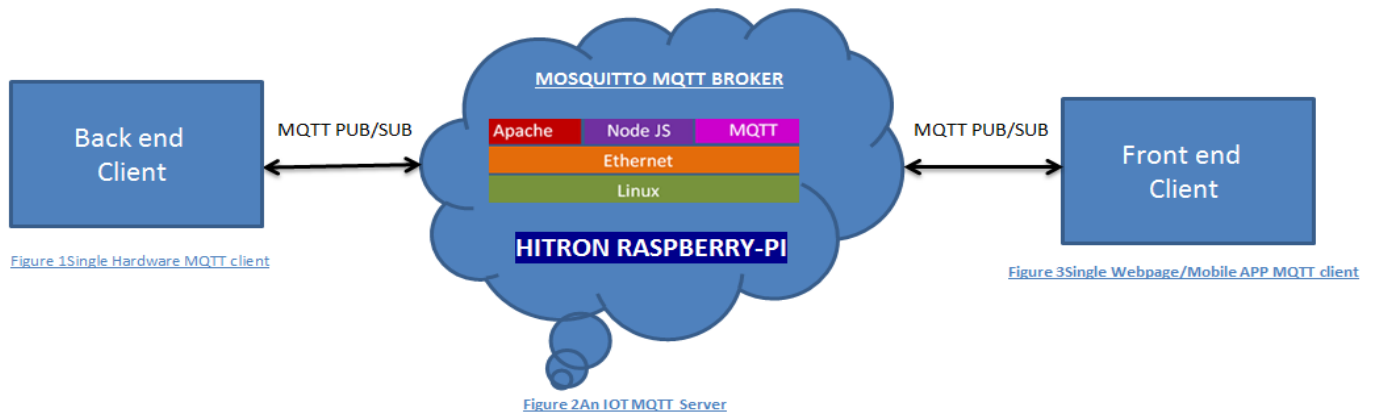 MOSQUITTO MQTT BROKER
Back end
Client
MQTT PUB/SUB
Apache
Node JS
MQTT
Ethernet
Linux
HITRON RASPBERRY-PI
MQTT PUB/SUB
Front end
Client
Figure 1Single Hardware MQTT client
Figure 3Single Webpage/Mobile APP MQTT client
Figure 2An IOT MQTT Server